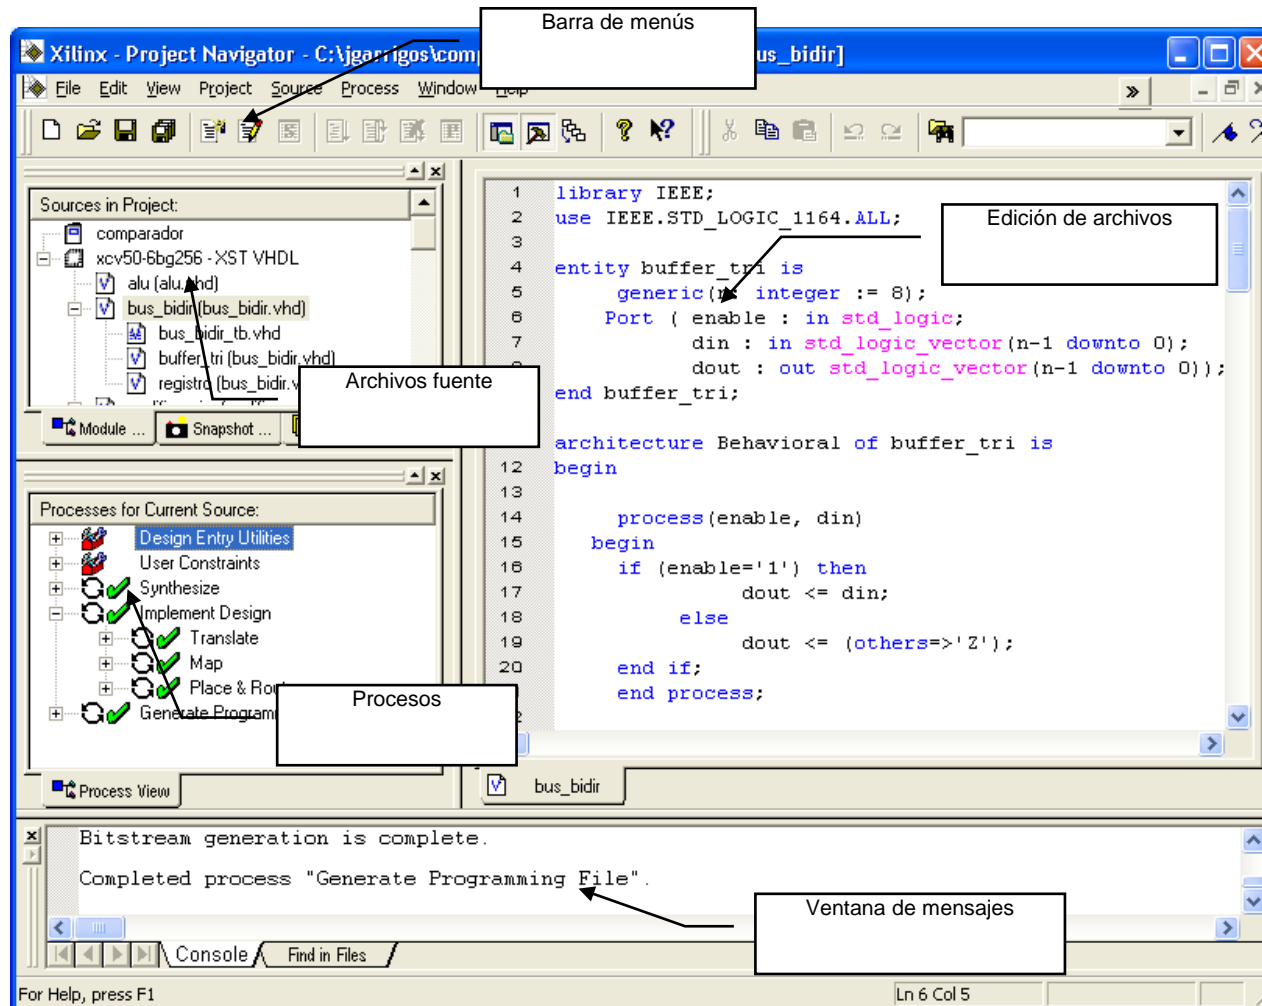 Barra de menús
Xilinx - Project Navigator - C:\jgarrigos\com
us_bidir]
File Edit View Project Source Process Window Help
Sources in Project:
comparador
xcv50-6bg256 - XST VHDL
alu (alu.vhd)
bus_bidir (bus_bidir.vhd)
bus_bidir_tb.vhd
buffer_tri (bus_bidir.vhd)
registro (bus_bidir.v
Archivos fuente
Module ... Snapshot ...
Processes for Current Source:
Design Entry Utilities
User Constraints
Synthesize
Implement Design
Translate
Map
Place & Rou
Generate Programm
Procesos
Process View
1 library IEEE;
2 use IEEE.STD_LOGIC_1164.ALL;
3
Edición de archivos
4 entity buffer_tri is
5 generic(n: integer := 8);
6 Port ( enable : in std_logic;
7 din : in std_logic_vector(n-1 downto 0);
dout : out std_logic_vector(n-1 downto 0));
end buffer_tri;
architecture Behavioral of buffer_tri is
12 begin
13
14 process(enable, din)
15 begin
16 if (enable='1') then
17 dout <= din;
18 else
19 dout <= (others=>'Z');
20 end if;
end process;
bus_bidir
Bitstream generation is complete.
Completed process "Generate Programming File".
Ventana de mensajes
Console Find in Files
For Help, press F1
Ln 6 Col 5